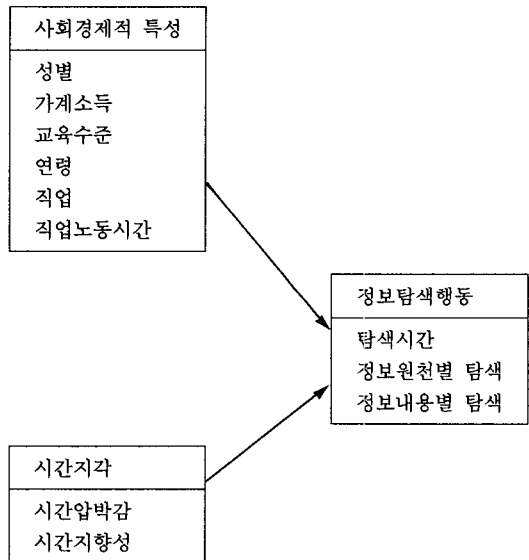 사회경제적 특성
성별
가계소득
교육수준
연령
직업
직업노동시간
정보탐색행동
탐색시간
정보원천별 탐색
정보내용별 탐색
시간지각
시간압박감
시간지향성